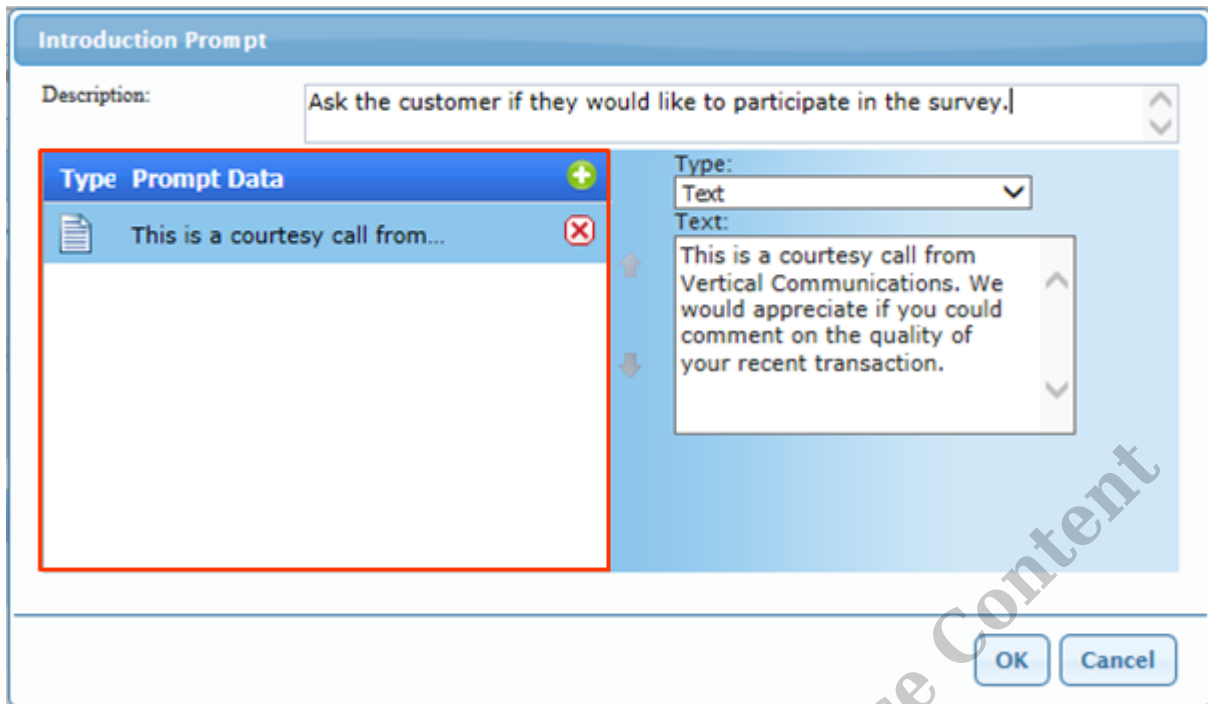 Introduction Prompt
Description:
Ask the customer if they would like to participate in the survey.
Type Prompt Data
This is a courtesy call from...
Type:
Text
Text:
This is a courtesy call from
Vertical Communications. We
would appreciate if you could
comment on the quality of
your recent transaction.
OK
Cancel
Content